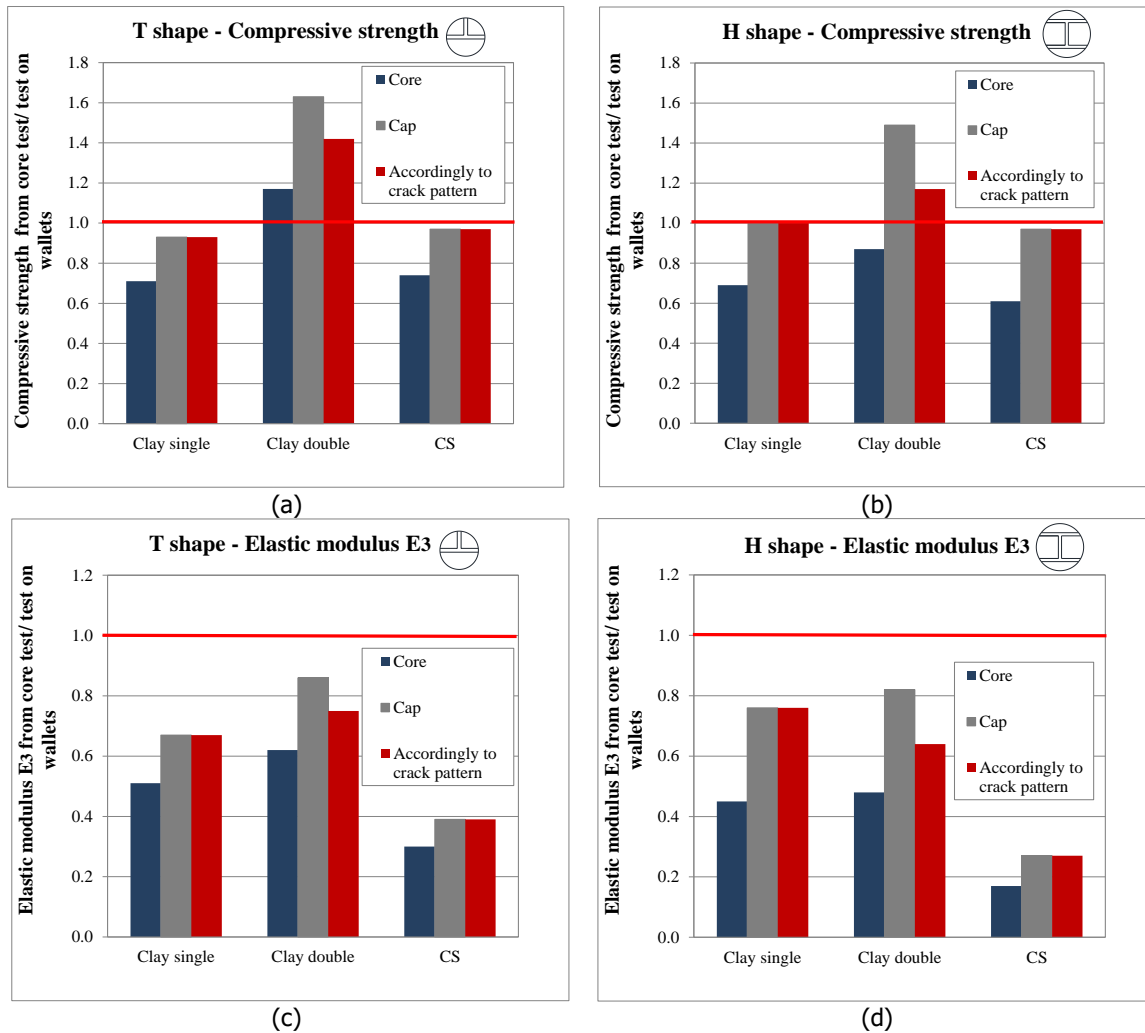 T shape - Compressive strength
Compressive strength from core test/ test on
wallets
1.8
1.6
1.4
1.2
1.0
0.8
0.6
0.4
0.2
0.0
Core
Cap
Accordingly to
crack pattern
Clay single
Clay double
CS
(a)
H shape - Compressive strength
Compressive strength from core test/ test on
wallets
1.8
1.6
1.4
1.2
1.0
0.8
0.6
0.4
0.2
0.0
Core
Cap
Accordingly to
crack pattern
Clay single
Clay double
CS
(b)
T shape - Elastic modulus E3
Elastic modulus E3 from core test/ test on
wallets
1.2
1.0
0.8
0.6
0.4
0.2
0.0
Core
Cap
Accordingly to
crack pattern
Clay single
Clay double
CS
(c)
H shape - Elastic modulus E3
Elastic modulus E3 from core test/ test on
wallets
1.2
1.0
0.8
0.6
0.4
0.2
0.0
Core
Cap
Accordingly to
crack pattern
Clay single
Clay double
CS
(d)